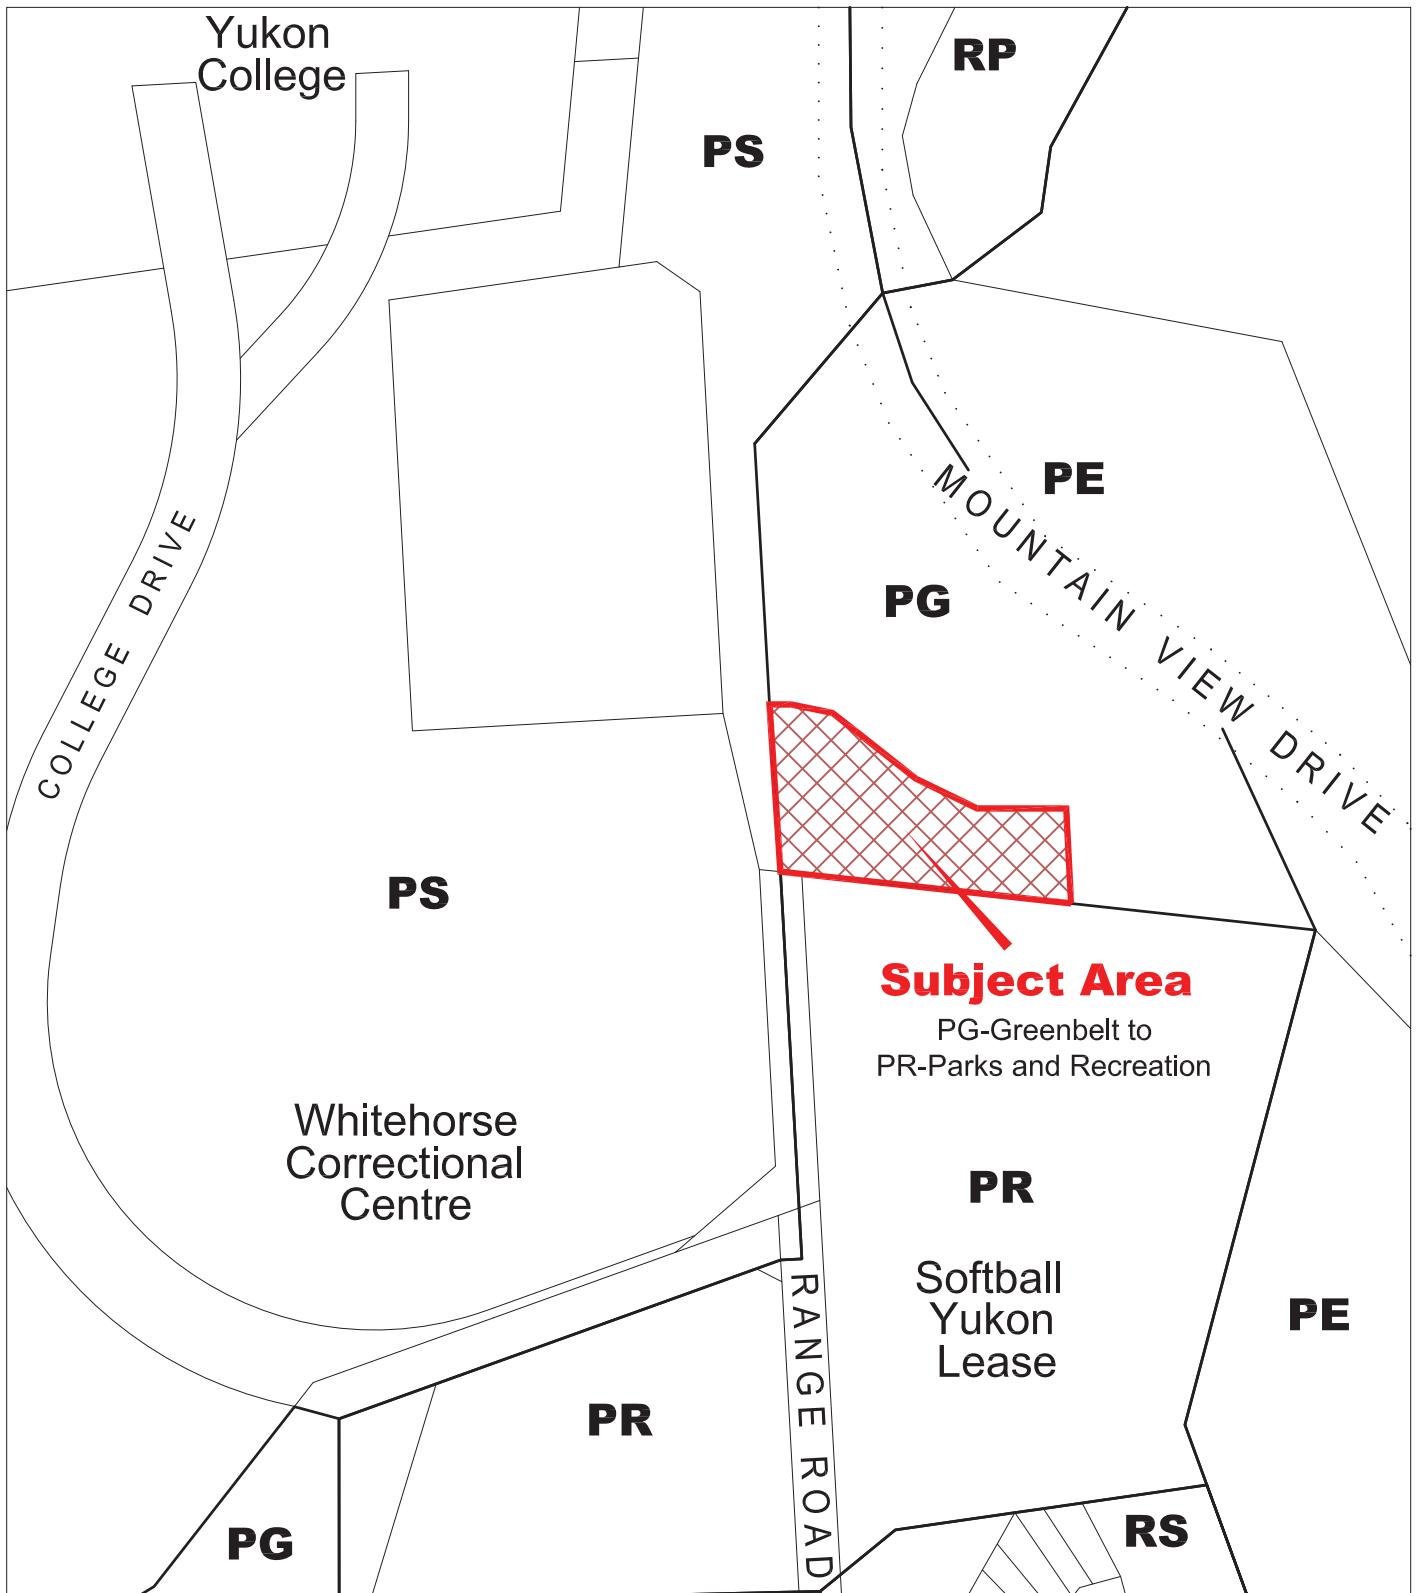 Yukon
College
RP
PS
PE
MOUNTAIN VIEW DRIVE
COLLEGE DRIVE
PG
PS
Subject Area
PG-Greenbelt to
PR-Parks and Recreation
Whitehorse
Correctional
Centre
PR
Softball
Yukon
Lease
PE
RANGE ROAD
PR
PG
RS